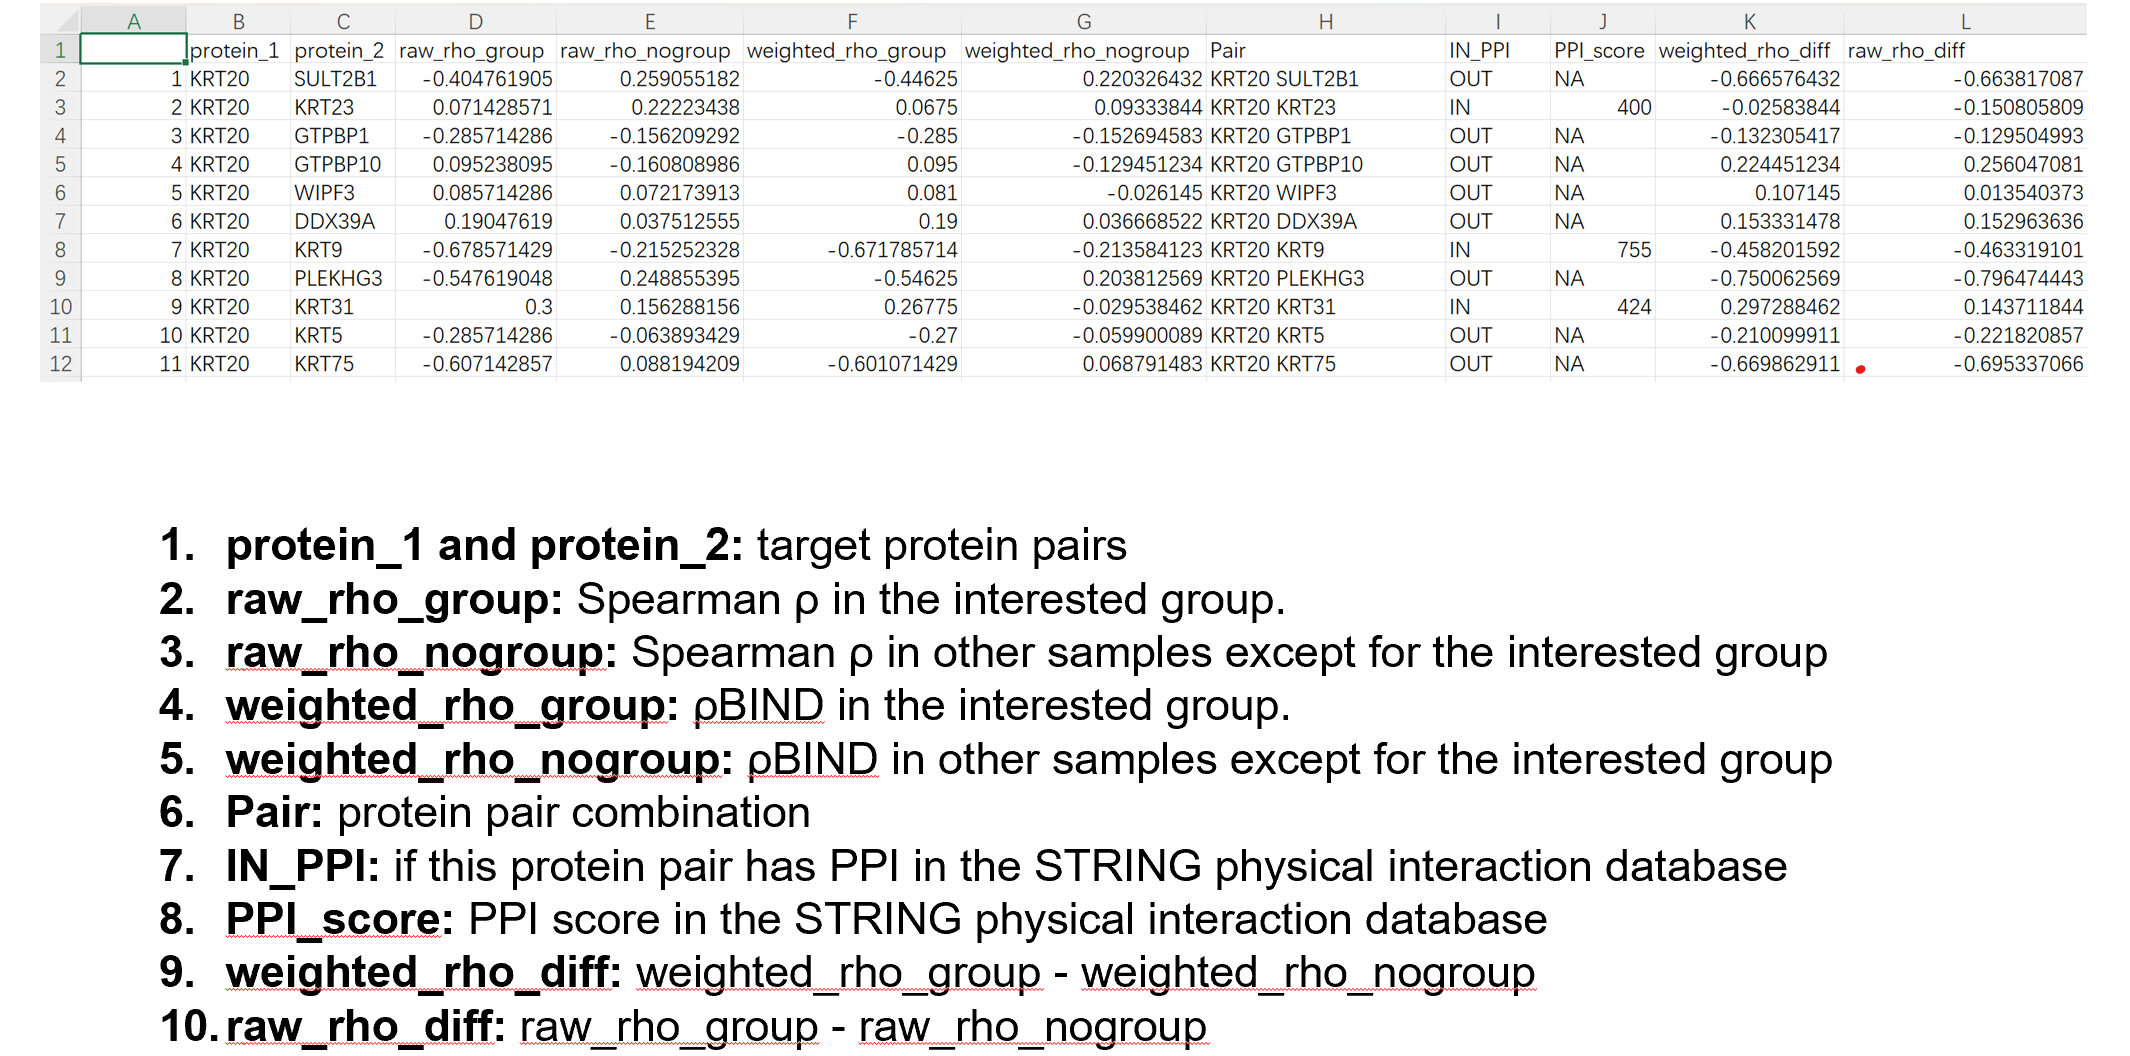 A B C D E F G H I J K L
1 protein_1 protein_2 raw_rho_group raw_rho_nogroup weighted_rho_group weighted_rho_nogroup Pair IN_PPI PPI_score weighted_rho_diff raw_rho_diff
2 1 KRT20 SULT2B1 -0.404761905 0.259055182 -0.44625 0.220326432 KRT20 SULT2B1 OUT NA -0.666576432 -0.663817087
3 2 KRT20 KRT23 0.071428571 0.22223438 0.0675 0.09333844 KRT20 KRT23 IN 400 -0.02583844 -0.150805809
4 3 KRT20 GTPBP1 -0.285714286 -0.156209292 -0.285 -0.152694583 KRT20 GTPBP1 OUT NA -0.132305417 -0.129504993
5 4 KRT20 GTPBP10 0.095238095 -0.160808986 0.095 -0.129451234 KRT20 GTPBP10 OUT NA 0.224451234 0.256047081
6 5 KRT20 WIPF3 0.085714286 0.072173913 0.081 -0.026145 KRT20 WIPF3 OUT NA 0.107145 0.013540373
7 6 KRT20 DDX39A 0.19047619 0.037512555 0.19 0.036668522 KRT20 DDX39A OUT NA 0.153331478 0.152963636
8 7 KRT20 KRT9 -0.678571429 -0.215252328 -0.671785714 -0.213584123 KRT20 KRT9 IN 755 -0.458201592 -0.463319101
9 8 KRT20 PLEKHG3 -0.547619048 0.248855395 -0.54625 0.203812569 KRT20 PLEKHG3 OUT NA -0.750062569 -0.796474443
10 9 KRT20 KRT31 0.3 0.156288156 0.26775 -0.029538462 KRT20 KRT31 IN 424 0.297288462 0.143711844
11 10 KRT20 KRT5 -0.285714286 -0.063893429 -0.27 -0.059900089 KRT20 KRT5 OUT NA -0.210099911 -0.221820857
12 11 KRT20 KRT75 -0.607142857 0.088194209 -0.601071429 0.068791483 KRT20 KRT75 OUT NA -0.669862911 -0.695337066
1. protein_1 and protein_2: target protein pairs
2. raw_rho_group: Spearman ρ in the interested group.
3. raw_rho_nogroup: Spearman ρ in other samples except for the interested group
4. weighted_rho_group: ρBIND in the interested group.
5. weighted_rho_nogroup: ρBIND in other samples except for the interested group
6. Pair: protein pair combination
7. IN_PPI: if this protein pair has PPI in the STRING physical interaction database
8. PPI_score: PPI score in the STRING physical interaction database
9. weighted_rho_diff: weighted_rho_group - weighted_rho_nogroup
10. raw_rho_diff: raw_rho_group - raw_rho_nogroup